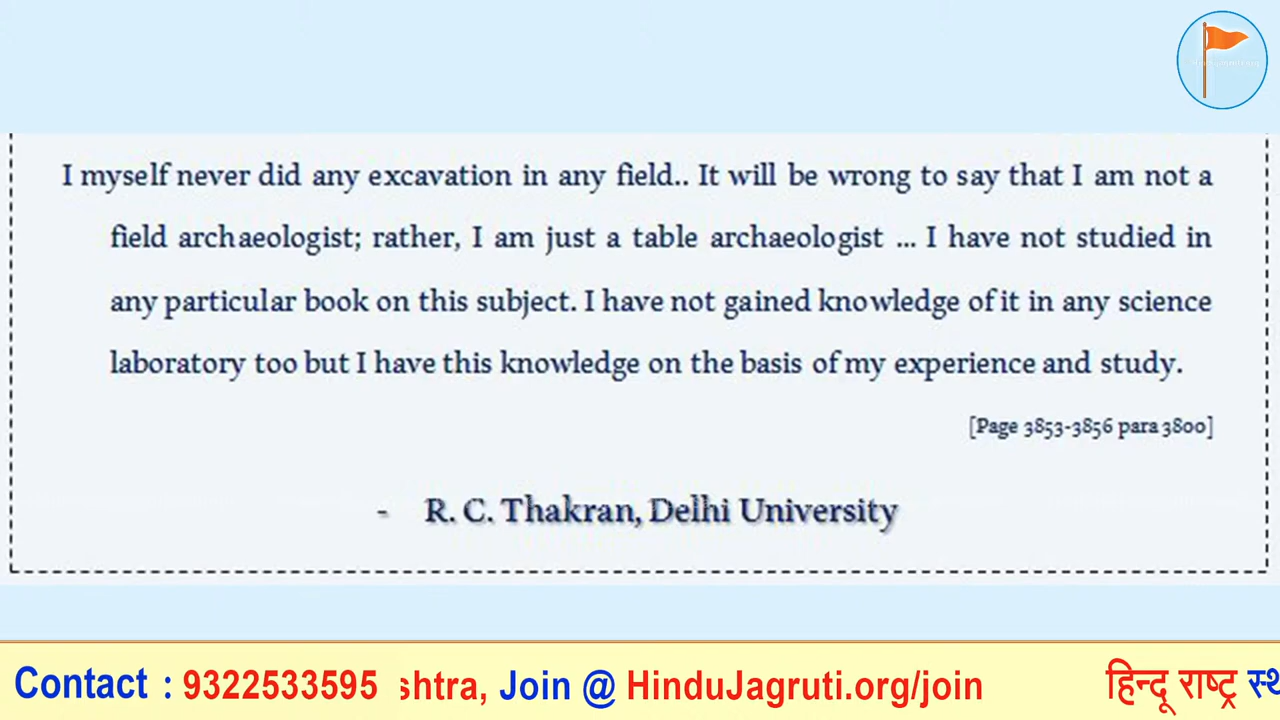 I myself never did any excavation in any field.. It will be wrong to say that I am not a
field archaeologist; rather, I am just a table archaeologist ... I have not studied in
any particular book on this subject. I have not gained knowledge of it in any science
laboratory too but I have this knowledge on the basis of my experience and study.
[Page 3853-3856 para 3800]
- R. C. Thakran, Delhi University
Contact : 9322533595 shtra, Join @ HinduJagruti.org/join हिन्दू राष्ट्र